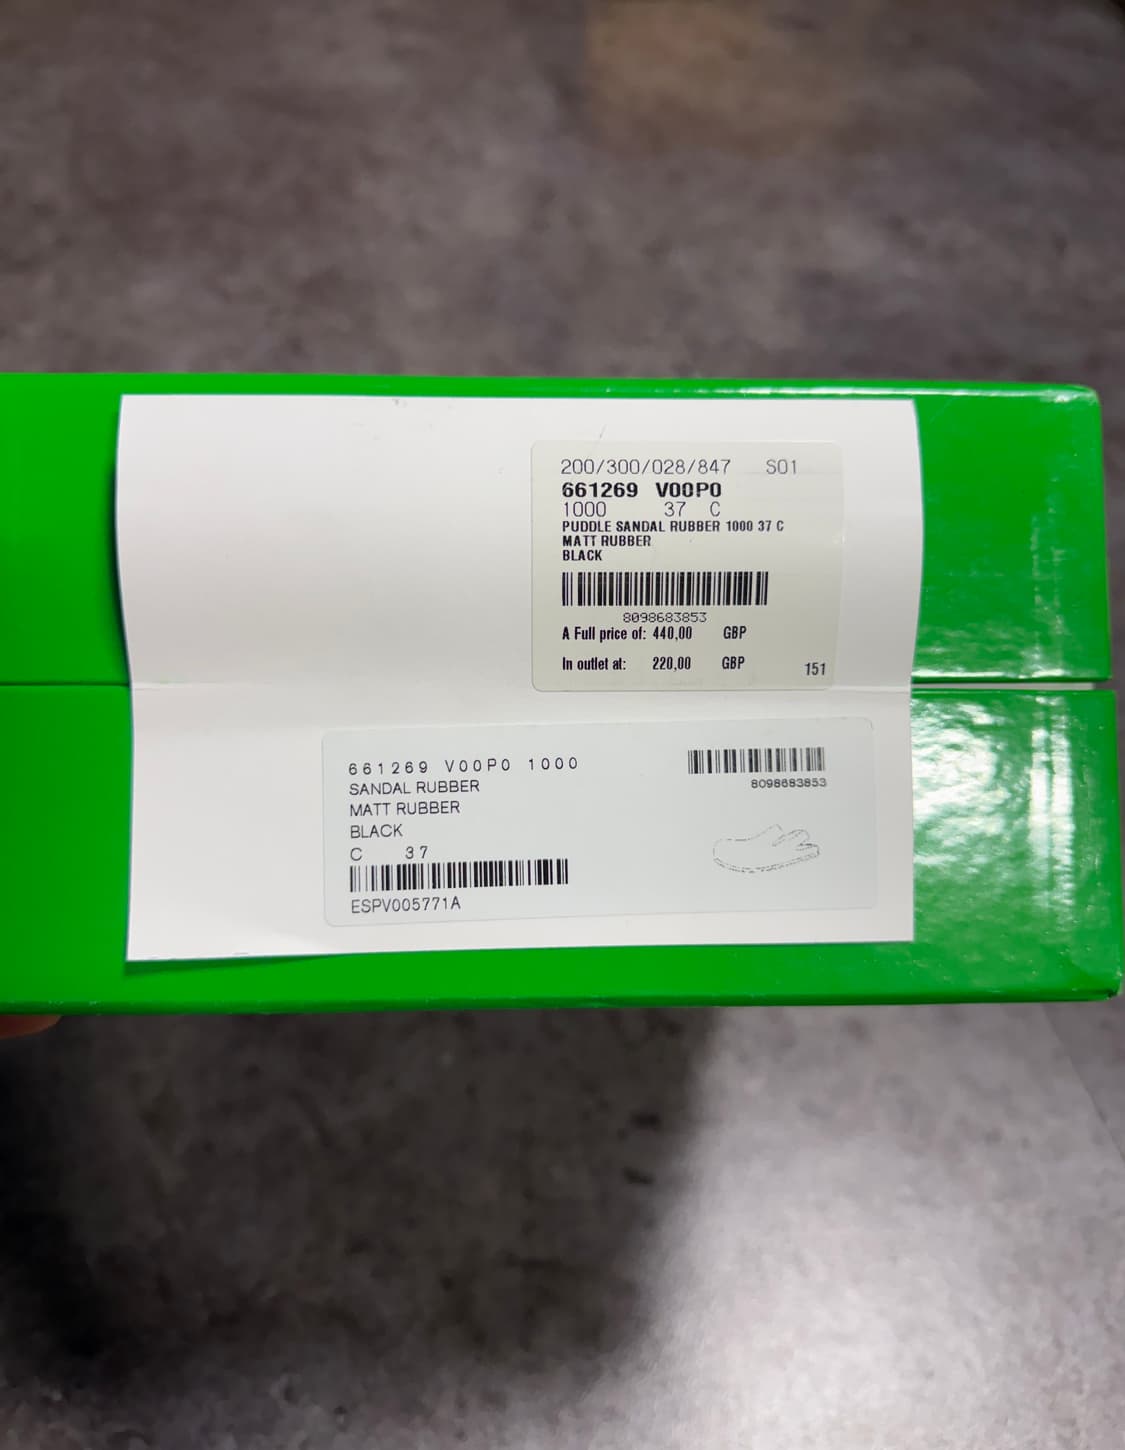 200/300/028/847 S01
661269 V00P0
1000 37 C
PUDDLE SANDAL RUBBER 1000 37 C
MATT RUBBER
BLACK
8098683853
A Full price of: 440,00 GBP
In outlet at: 220,00 GBP
151
661269 V00P0 1000
SANDAL RUBBER
MATT RUBBER
BLACK
C 37
ESPV005771A
8098683853